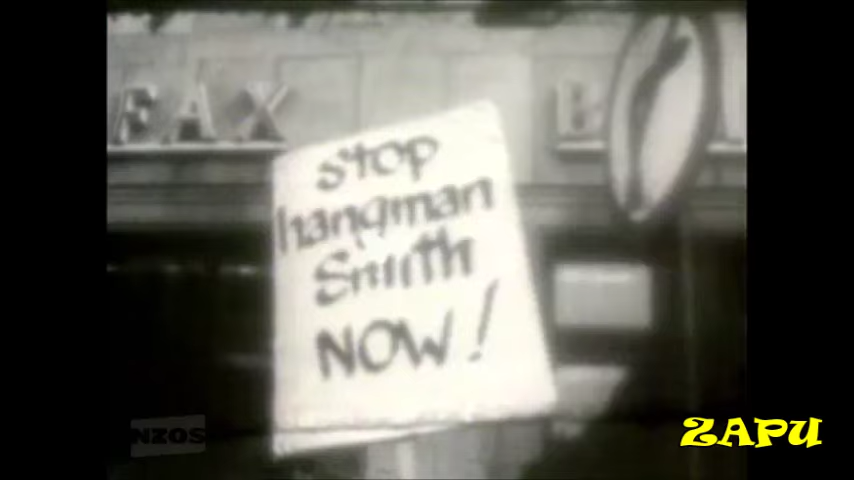 FAX B
stop
hangman
Smith
NOW!
NZOS
ZAPU